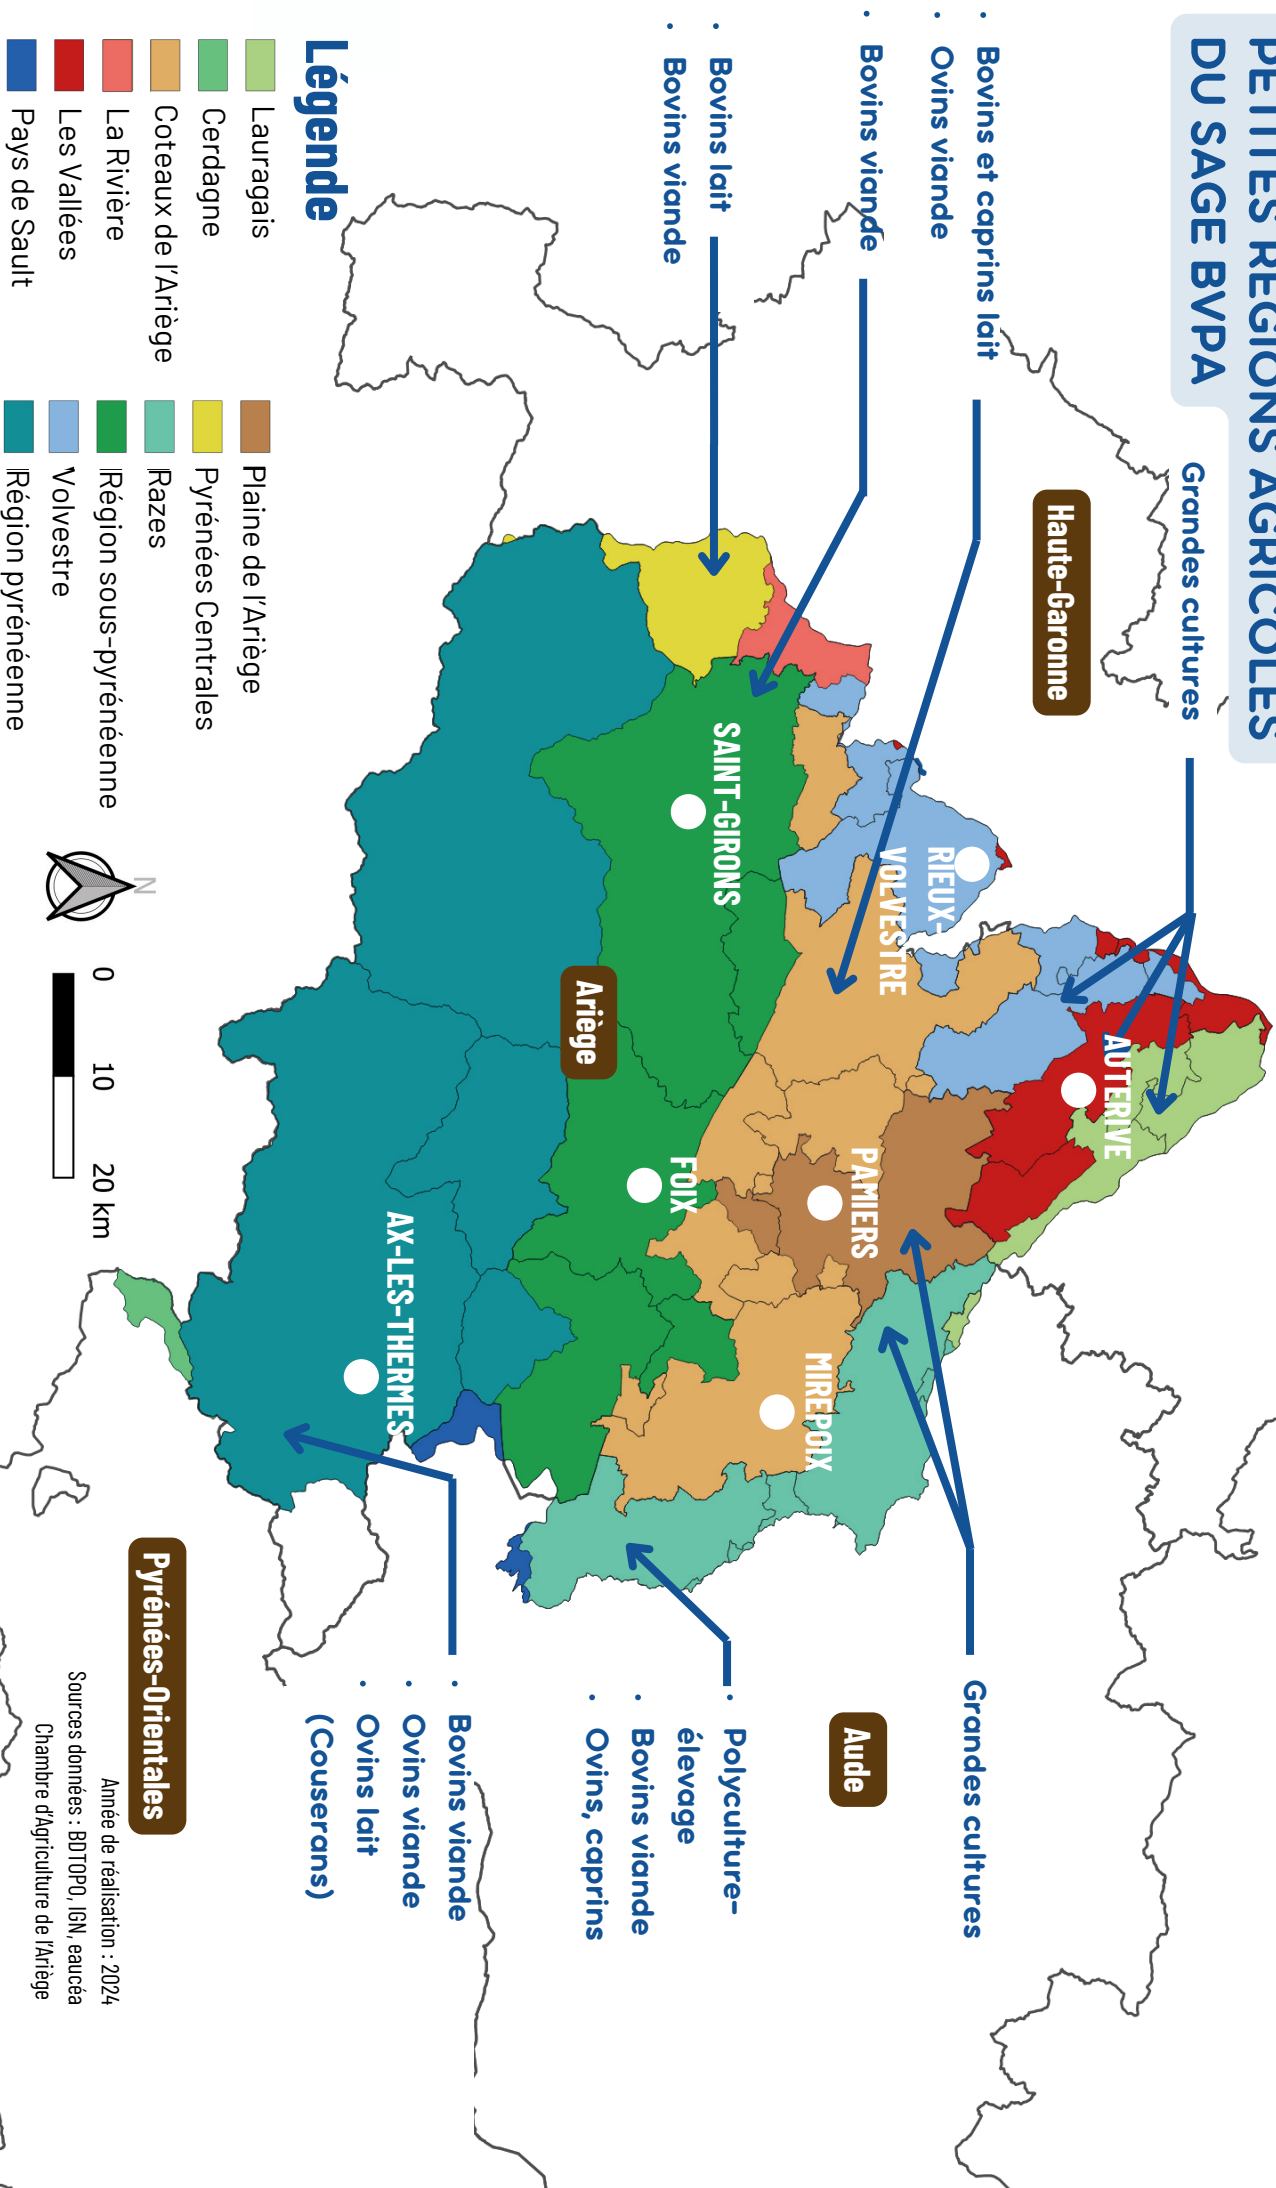 PETITES RÉGIONS AGRICOLES
DU SAGE BVPA
Grandes cultures
Haute-Garonne
• Bovins et caprins lait
• Ovins viande
• Bovins viande
• Bovins lait
• Bovins viande
AUTERIVE
RIEUX-
VOLVESTRE
PAMIERS
MIREPOIX
SAINT-GIRONS
FOIX
Ariège
AX-LES-THERMES
Grandes cultures
Aude
• Polyculture-
élevage
• Bovins viande
• Ovins, caprins
• Bovins viande
• Ovins viande
• Ovins lait
(Couserans)
Pyrénées-Orientales
Légende
Lauragais
Cerdagne
Coteaux de l'Ariège
La Rivière
Les Vallées
Pays de Sault
Plaine de l'Ariège
Pyrénées Centrales
Razes
Région sous-pyrénéenne
Volvestre
Région pyrénéenne
N
0 10 20 km
Année de réalisation : 2024
Sources données : BDTOPO, IGN, eaucéa
Chambre d'Agriculture de l'Ariège